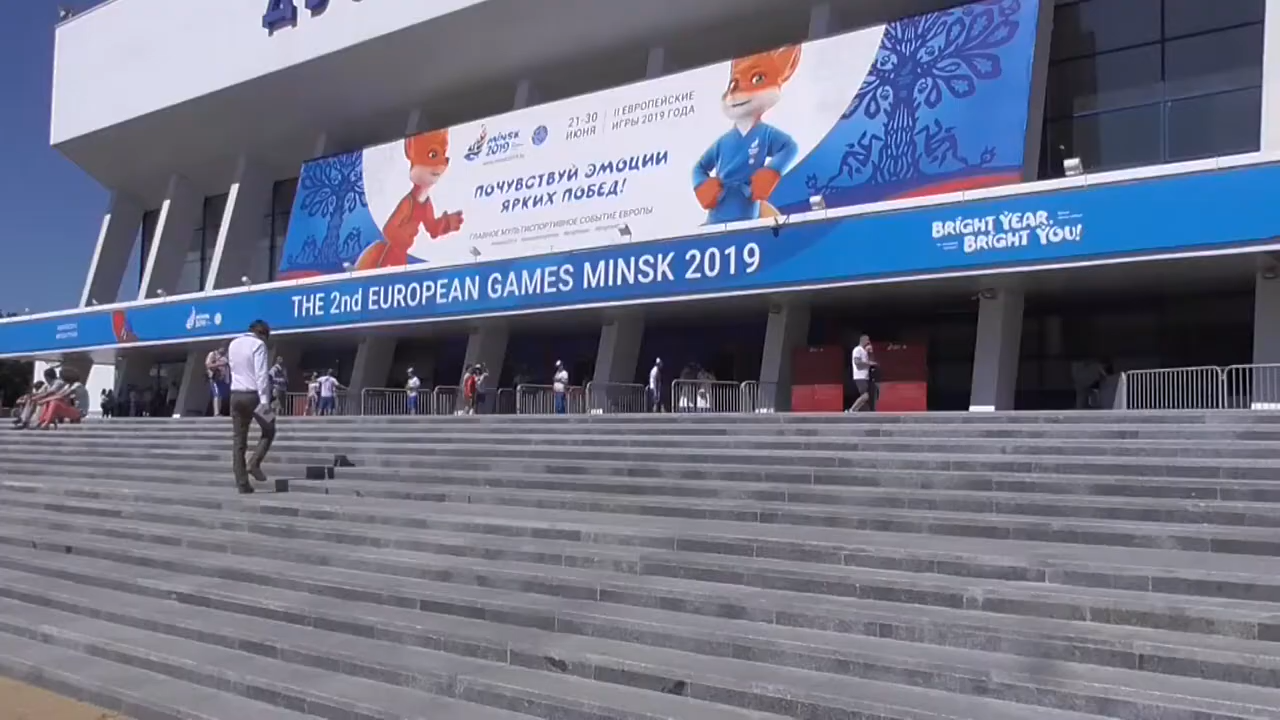 21-30
ИЮНЯ
II ЕВРОПЕЙСКИЕ
ИГРЫ 2019 ГОДА
MINSK
2019
ПОЧУВСТВУЙ ЭМОЦИИ
ЯРКИХ ПОБЕД!
ГЛАВНОЕ МУЛЬТИСПОРТИВНОЕ СОБЫТИЕ ЕВРОПЫ
BRIGHT YEAR,
BRIGHT YOU!
THE 2nd EUROPEAN GAMES MINSK 2019